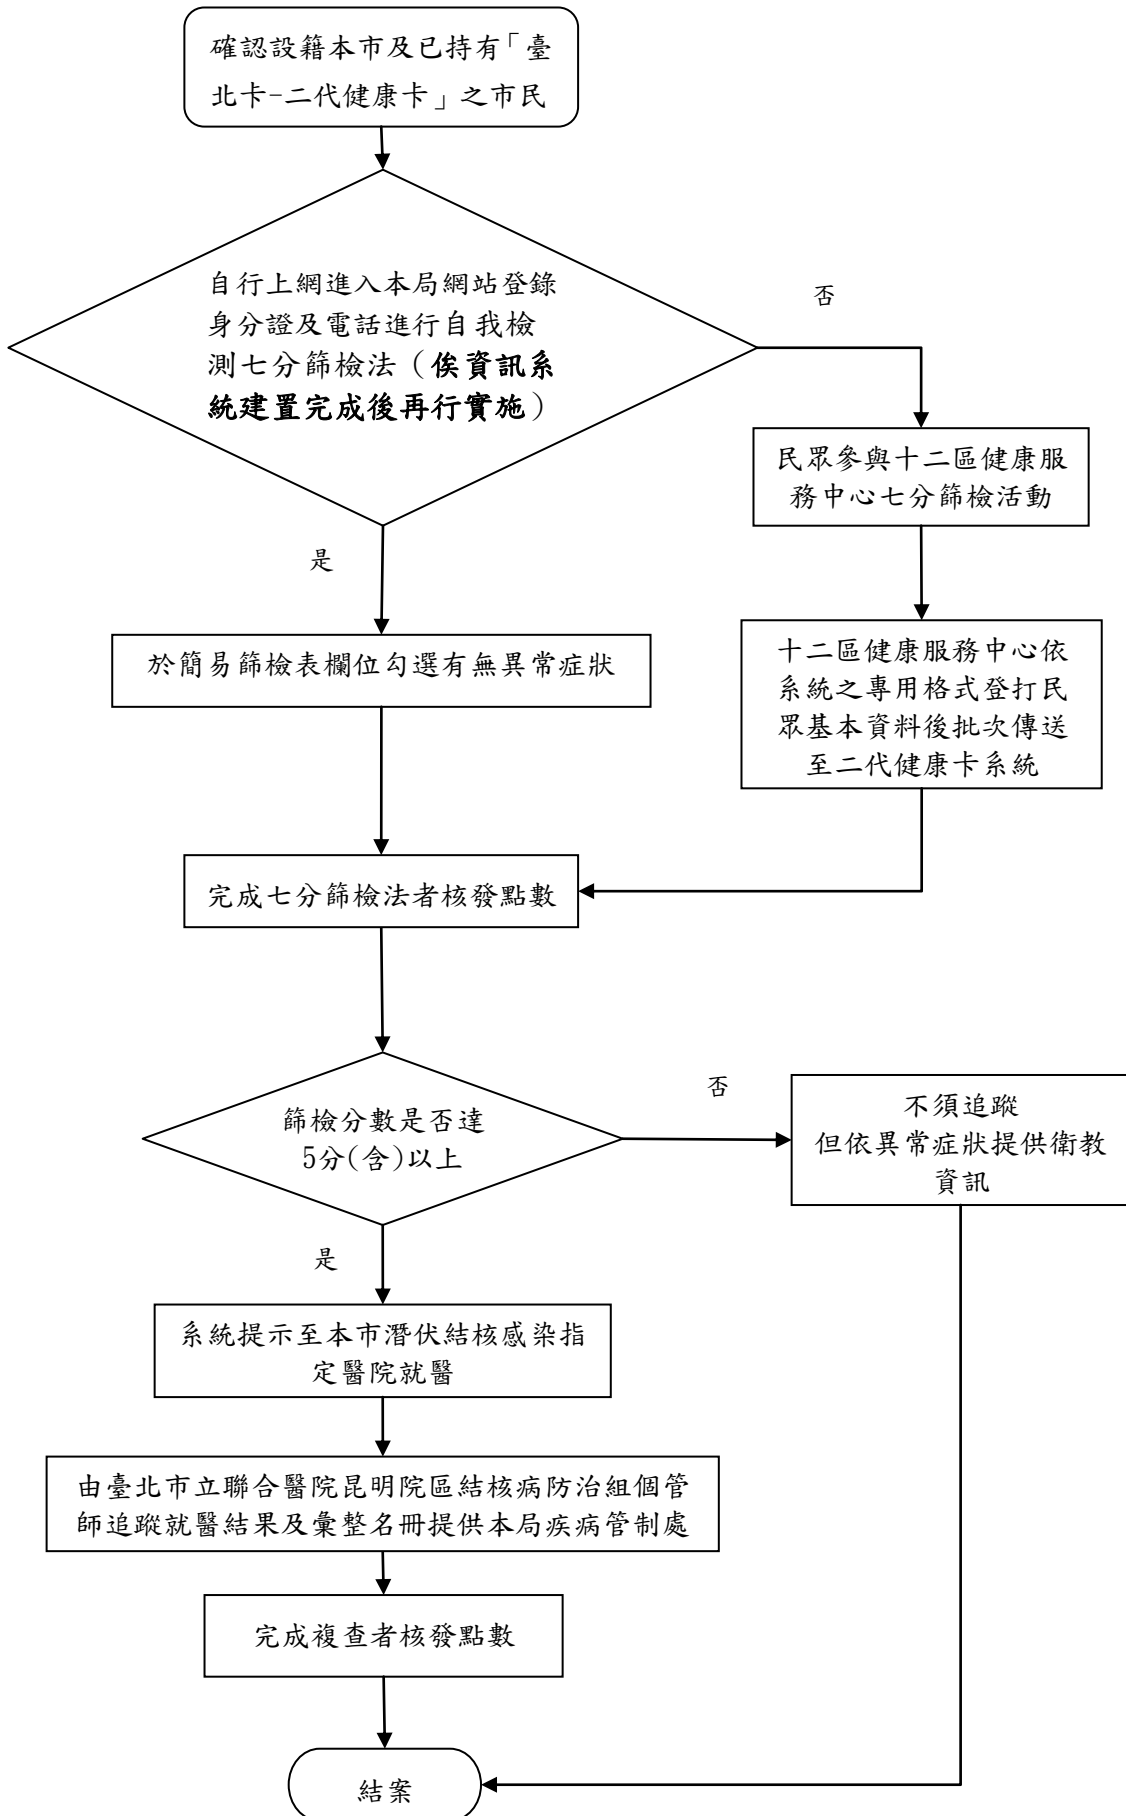 確認設籍本市及已持有「臺
北卡-二代健康卡」之市民
自行上網進入本局網站登錄
身分證及電話進行自我檢
測七分篩檢法（俟資訊系
統建置完成後再行實施）
否
民眾參與十二區健康服
務中心七分篩檢活動
是
於簡易篩檢表欄位勾選有無異常症狀
十二區健康服務中心依
系統之專用格式登打民
眾基本資料後批次傳送
至二代健康卡系統
完成七分篩檢法者核發點數
篩檢分數是否達
5分(含)以上
否
不須追蹤
但依異常症狀提供衛教
資訊
是
系統提示至本市潛伏結核感染指
定醫院就醫
由臺北市立聯合醫院昆明院區結核病防治組個管
師追蹤就醫結果及彙整名冊提供本局疾病管制處
完成複查者核發點數
結案